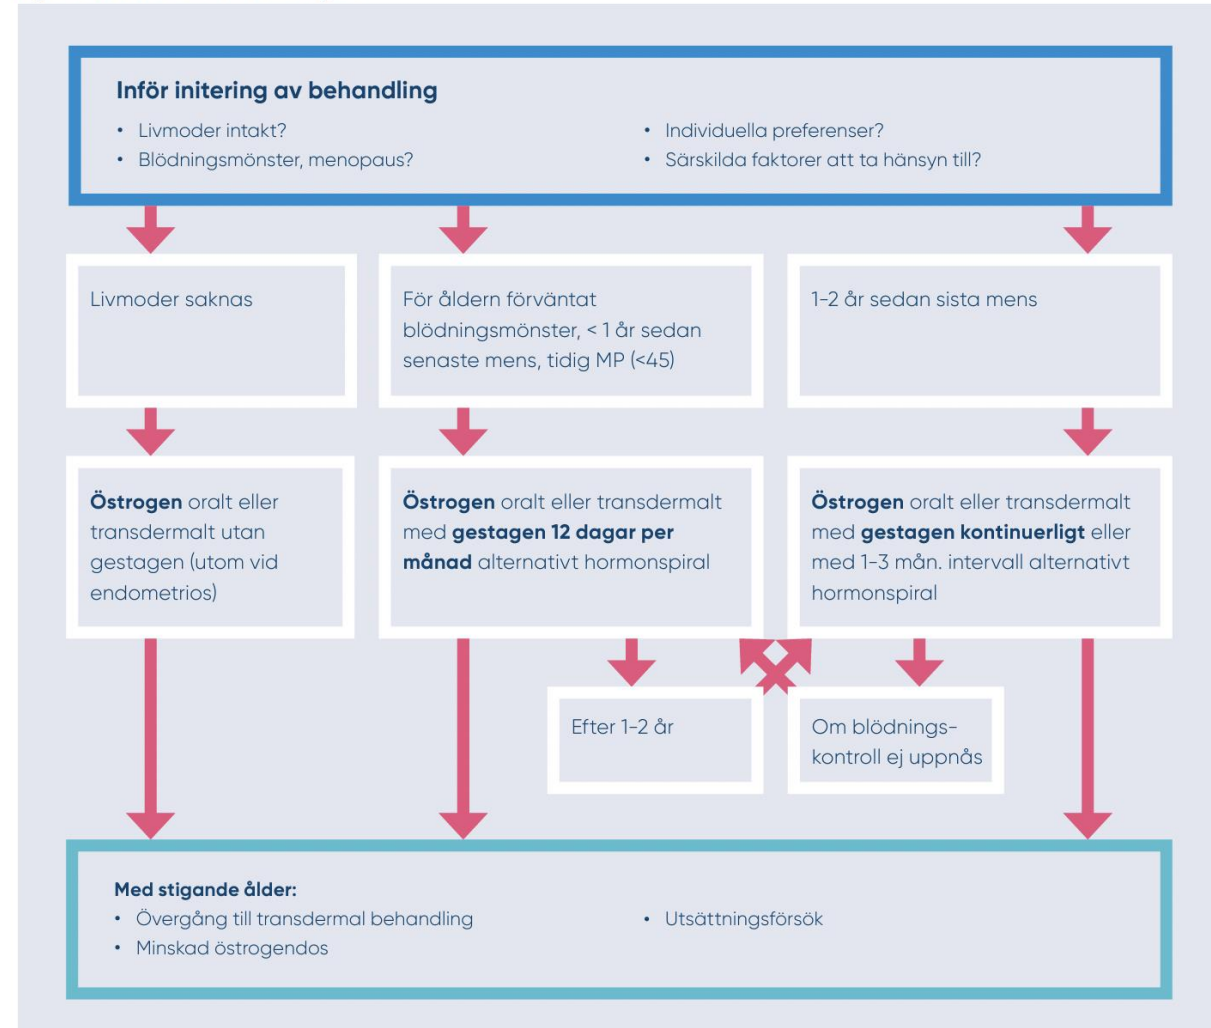 Inför initering av behandling
• Livmoder intakt?
• Blödningsmönster, menopaus?
• Individuella preferenser?
• Särskilda faktorer att ta hänsyn till?
Livmoder saknas
För åldern förväntat
blödningsmönster, < 1 år sedan
senaste mens, tidig MP (<45)
1-2 år sedan sista mens
Östrogen oralt eller
transdermalt utan
gestagen (utom vid
endometrios)
Östrogen oralt eller transdermalt
med gestagen 12 dagar per
månad alternativt hormonspiral
Östrogen oralt eller transdermalt
med gestagen kontinuerligt eller
med 1-3 mån. intervall alternativt
hormonspiral
Efter 1-2 år
Om blödnings-
kontroll ej uppnås
Med stigande ålder:
• Övergång till transdermal behandling
• Minskad östrogendos
• Utsättningsförsök